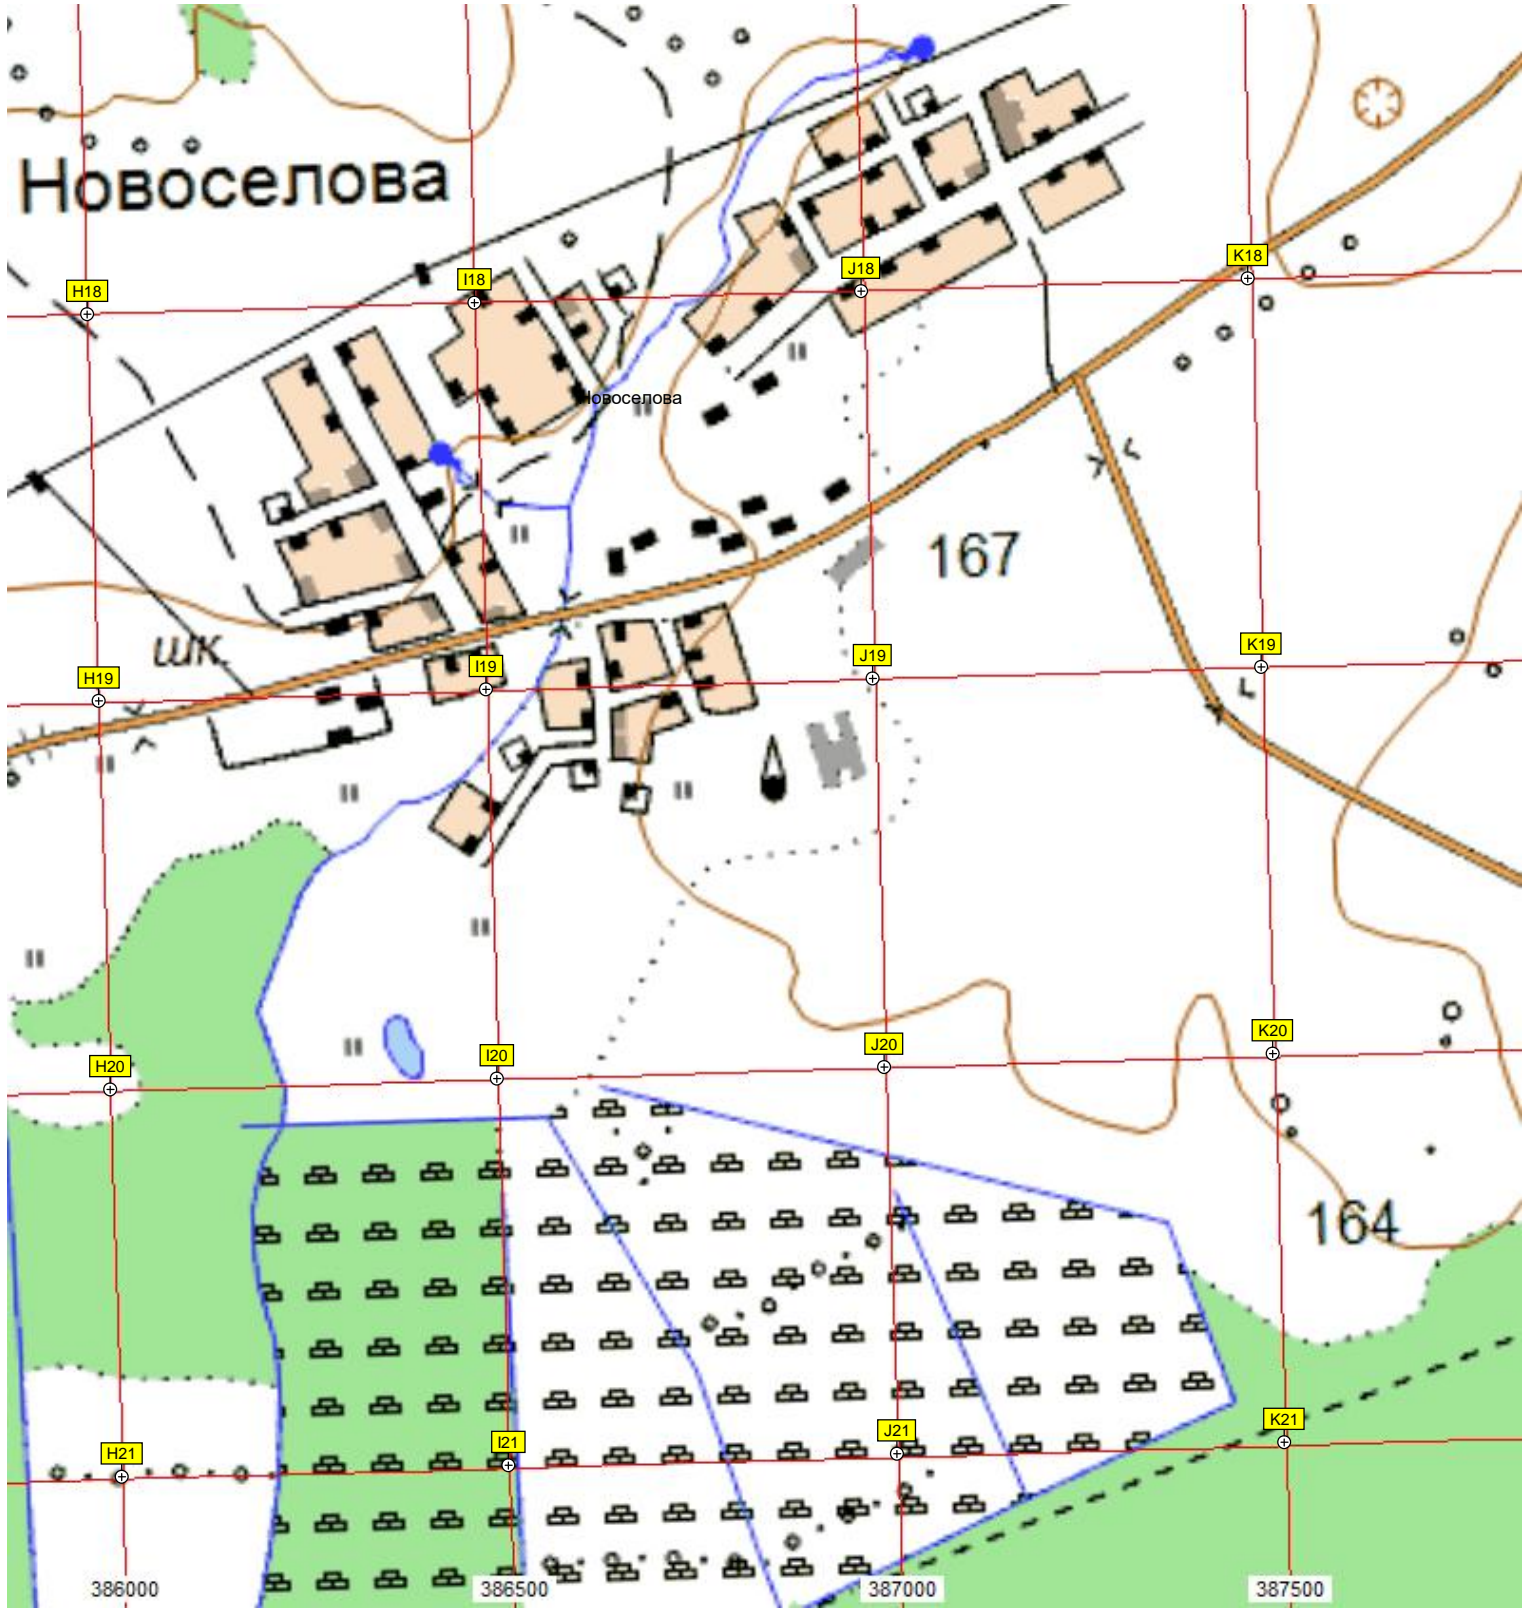 Новоселова
K18
J18
I18
H18
Новоселова
167
шк.
K19
J19
I19
H19
K20
J20
I20
H20
164
K21
J21
I21
H21
386000
386500
387000
387500